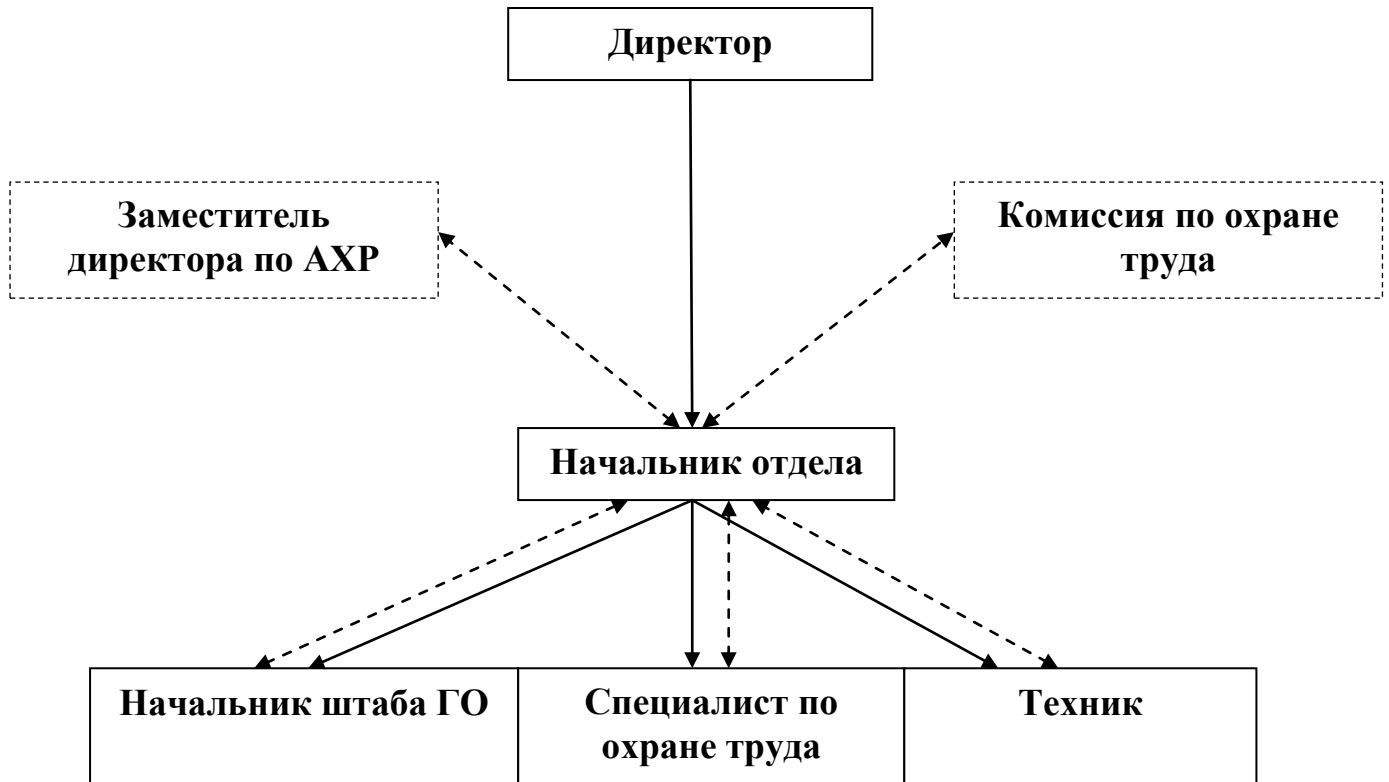 Директор
Заместитель
директора по АХР
Комиссия по охране
труда
Начальник отдела
Начальник штаба ГО
Специалист по
охране труда
Техник